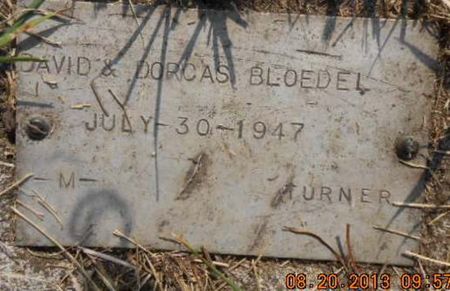 DAVID & DORCAS BLOEDEL
JULY-30-1947
-M- TURNER
08.20.2013 09:57